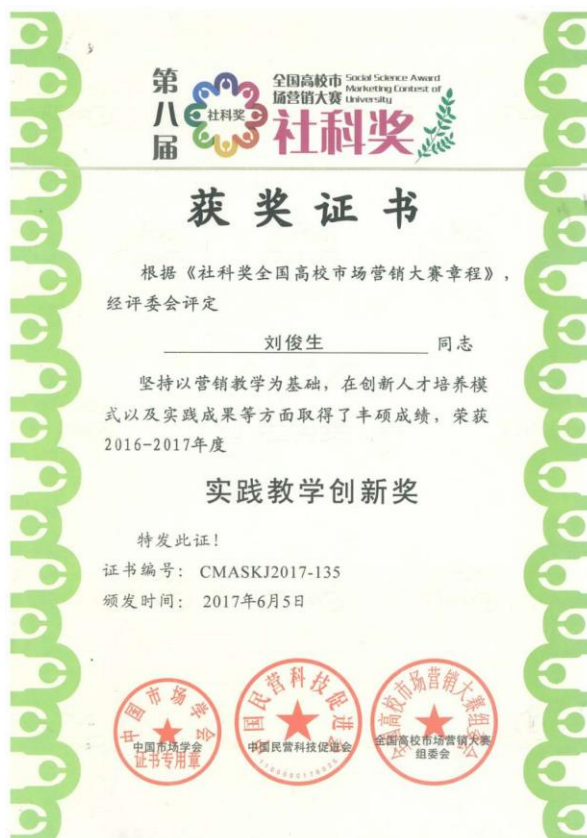 第八届
社科奖
全国高校市
场营销大赛
Social Science Award
Marketing Contest of
University
社科奖
获奖证书
根据《社科奖全国高校市场营销大赛章程》,
经评委会评定
刘俊生 同志
坚持以营销教学为基础,在创新人才培养模
式以及实践成果等方面取得了丰硕成绩,荣获
2016-2017年度
实践教学创新奖
特发此证!
证书编号: CMASKJ2017-135
颁发时间: 2017年6月5日
中国市场学会
中国市场学会
证书专用章
中国民营科技促进会
中国民营科技促进会
全国高校市场营销大赛组委会
全国高校市场营销大赛
组委会